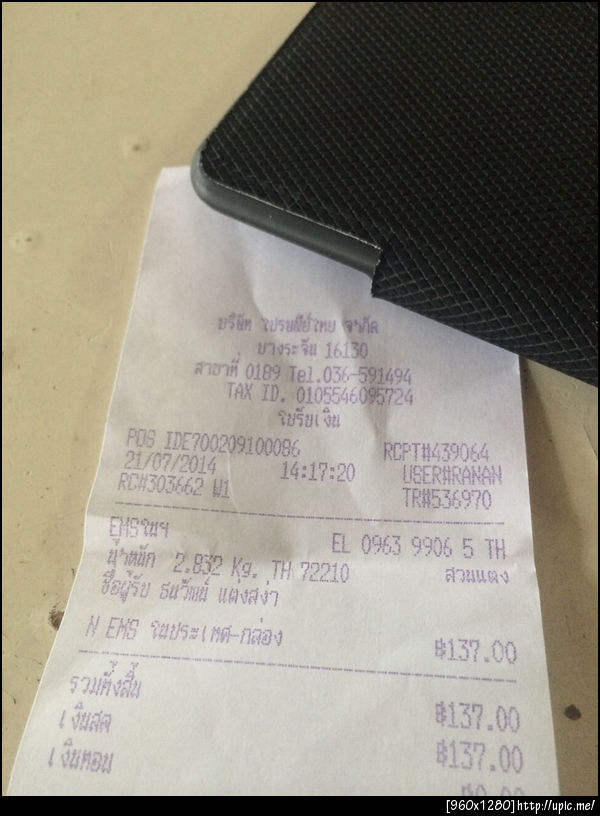 บริษัท ไปรษณีย์ไทย จำกัด
บางระจัน 16130
สาขาที่ 0189 Tel.036-591494
TAX ID. 0105546095724
ใบรับเงิน
POS IDE700209100086 RCPT#439064
21/07/2014 14:17:20 USER#RANAN
RC#303662 W1 TR#536970
EMSในฯ EL 0963 9906 5 TH
น้ำหนัก 2.832 Kg. TH 72210 สวนแตง
ชื่อผู้รับ ธนวัฒน์ แต่งสง่า
N EMS ในประเทศ-กล่อง ฿137.00
รวมทั้งสิ้น ฿137.00
เงินสด ฿137.00
เงินทอน ฿0.00
[960x1280]http://upic.me/